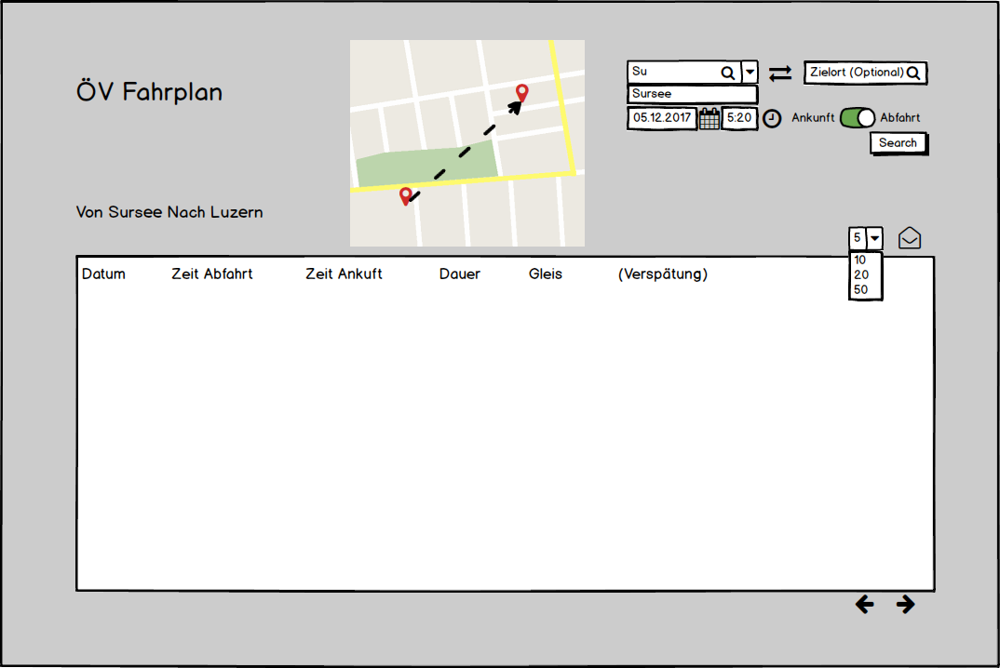 ÖV Fahrplan
Su
Zielort (Optional)
Sursee
05.12.2017 5:20 Ankunft Abfahrt
Search
Von Sursee Nach Luzern
5
10
20
50
Datum Zeit Abfahrt Zeit Ankuft Dauer Gleis (Verspätung)